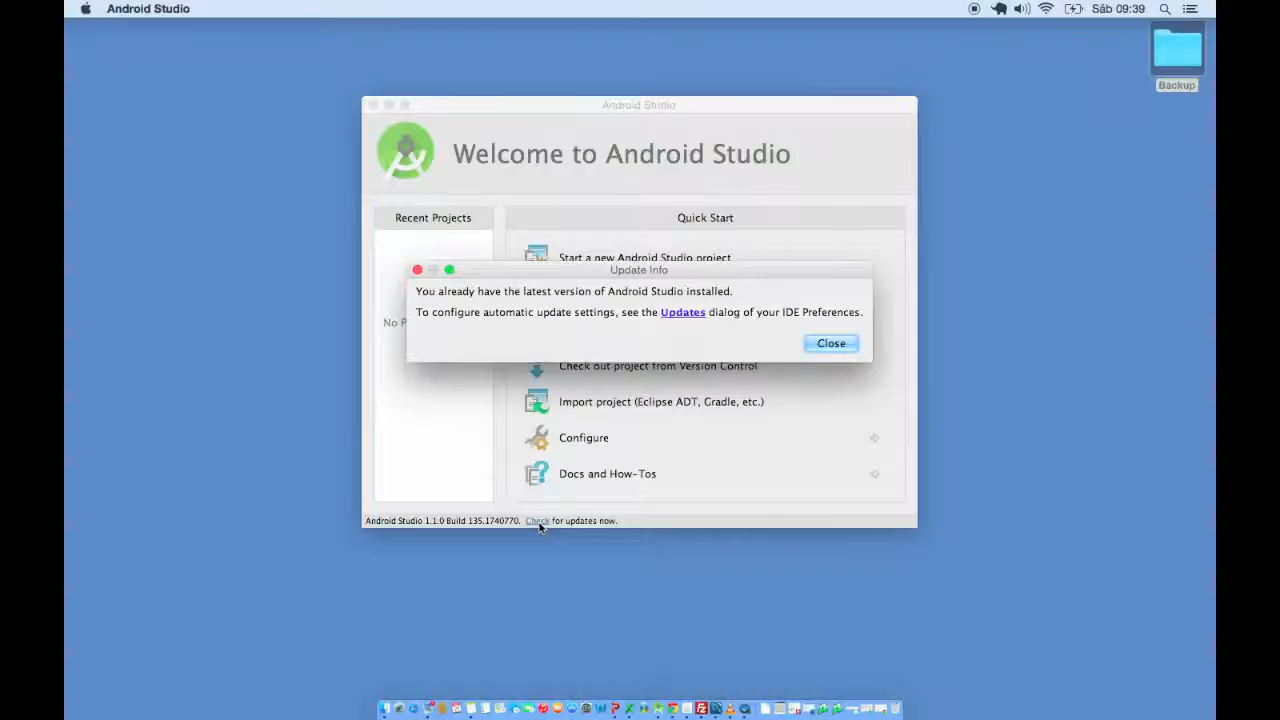 Android Studio
Sáb 09:39
Backup
Android Studio
Welcome to Android Studio
Recent Projects
Quick Start
Start a new Android Studio project
Update Info
You already have the latest version of Android Studio installed.
To configure automatic update settings, see the Updates dialog of your IDE Preferences.
No P
Close
Check out project from Version Control
Import project (Eclipse ADT, Gradle, etc.)
Configure
Docs and How-Tos
Android Studio 1.1.0 Build 135.1740770. Check for updates now.